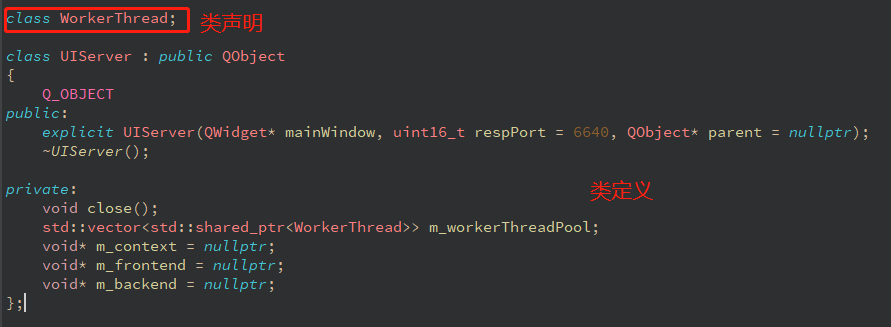 class WorkerThread;
类声明
class UIServer : public QObject
{
Q_OBJECT
public:
explicit UIServer(QWidget* mainWindow, uint16_t respPort = 6640, QObject* parent = nullptr);
~UIServer();
private:
类定义
void close();
std::vector<std::shared_ptr<WorkerThread>> m_workerThreadPool;
void* m_context = nullptr;
void* m_frontend = nullptr;
void* m_backend = nullptr;
};